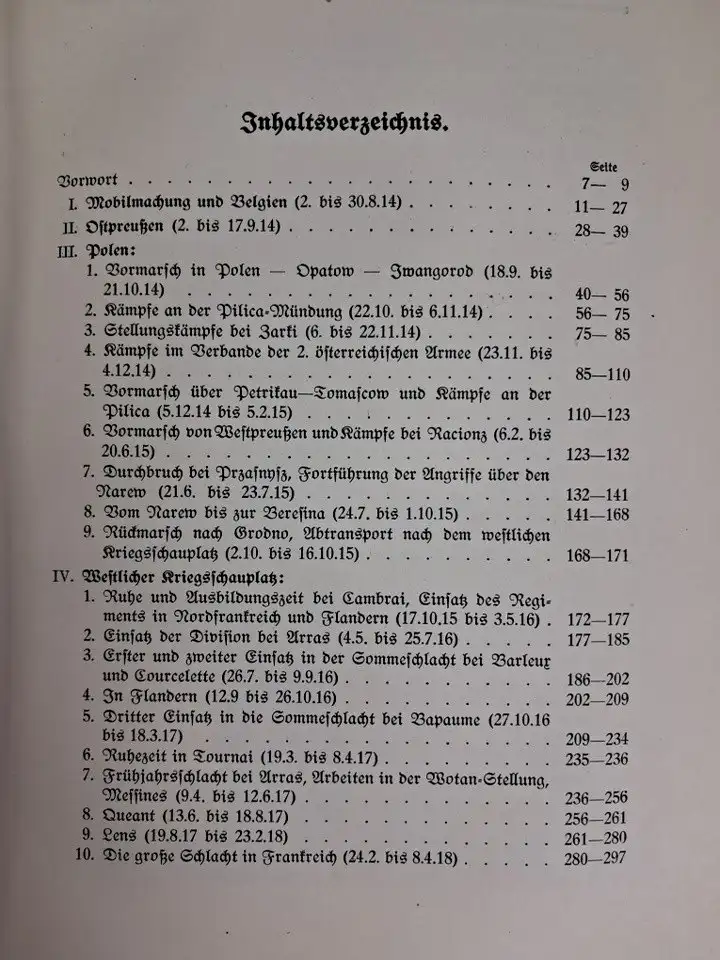 Inhaltsverzeichnis.
Seite
Vorwort . . . . . . . . . . . . . . . . . . . . . 7— 9
I. Mobilmachung und Belgien (2. bis 30.8.14) . . . . . . . . 11— 27
II. Ostpreußen (2. bis 17.9.14) . . . . . . . . . . . . . . 28— 39
III. Polen:
1. Vormarsch in Polen — Opatow — Iwangorod (18.9. bis
21.10.14) . . . . . . . . . . . . . . . . . . 40— 56
2. Kämpfe an der Pilica-Mündung (22.10. bis 6.11.14) . . . . 56— 75
3. Stellungskämpfe bei Zarki (6. bis 22.11.14) . . . . . . . 75— 85
4. Kämpfe im Verbande der 2. österreichischen Armee (23.11. bis
4.12.14) . . . . . . . . . . . . . . . . . . . 85—110
5. Vormarsch über Petrikau—Tomascow und Kämpfe an der
Pilica (5.12.14 bis 5.2.15) . . . . . . . . . . . . . 110—123
6. Vormarsch von Westpreußen und Kämpfe bei Racionz (6.2. bis
20.6.15) . . . . . . . . . . . . . . . . . . . 123—132
7. Durchbruch bei Przasnysz, Fortführung der Angriffe über den
Narew (21.6. bis 23.7.15) . . . . . . . . . . . . . 132—141
8. Vom Narew bis zur Beresina (24.7. bis 1.10.15) . . . . . 141—168
9. Rückmarsch nach Grodno, Abtransport nach dem westlichen
Kriegsschauplatz (2.10. bis 16.10.15) . . . . . . . . . . 168—171
IV. Westlicher Kriegsschauplatz:
1. Ruhe und Ausbildungszeit bei Cambrai, Einsatz des Regi-
ments in Nordfrankreich und Flandern (17.10.15 bis 3.5.16) . 172—177
2. Einsatz der Division bei Arras (4.5. bis 25.7.16) . . . . . 177—185
3. Erster und zweiter Einsatz in der Sommeschlacht bei Barleux
und Courcelette (26.7. bis 9.9.16) . . . . . . . . . . . 186—202
4. In Flandern (12.9 bis 26.10.16) . . . . . . . . . . . 202—209
5. Dritter Einsatz in die Sommeschlacht bei Bapaume (27.10.16
bis 18.3.17) . . . . . . . . . . . . . . . . . 209—234
6. Ruhezeit in Tournai (19.3. bis 8.4.17) . . . . . . . . . 235—236
7. Frühjahrsschlacht bei Arras, Arbeiten in der Wotan-Stellung,
Messines (9.4. bis 12.6.17) . . . . . . . . . . . . . 236—256
8. Queant (13.6. bis 18.8.17) . . . . . . . . . . . . . 256—261
9. Lens (19.8.17 bis 23.2.18) . . . . . . . . . . . . . 261—280
10. Die große Schlacht in Frankreich (24.2. bis 8.4.18) . . . . . 280—297